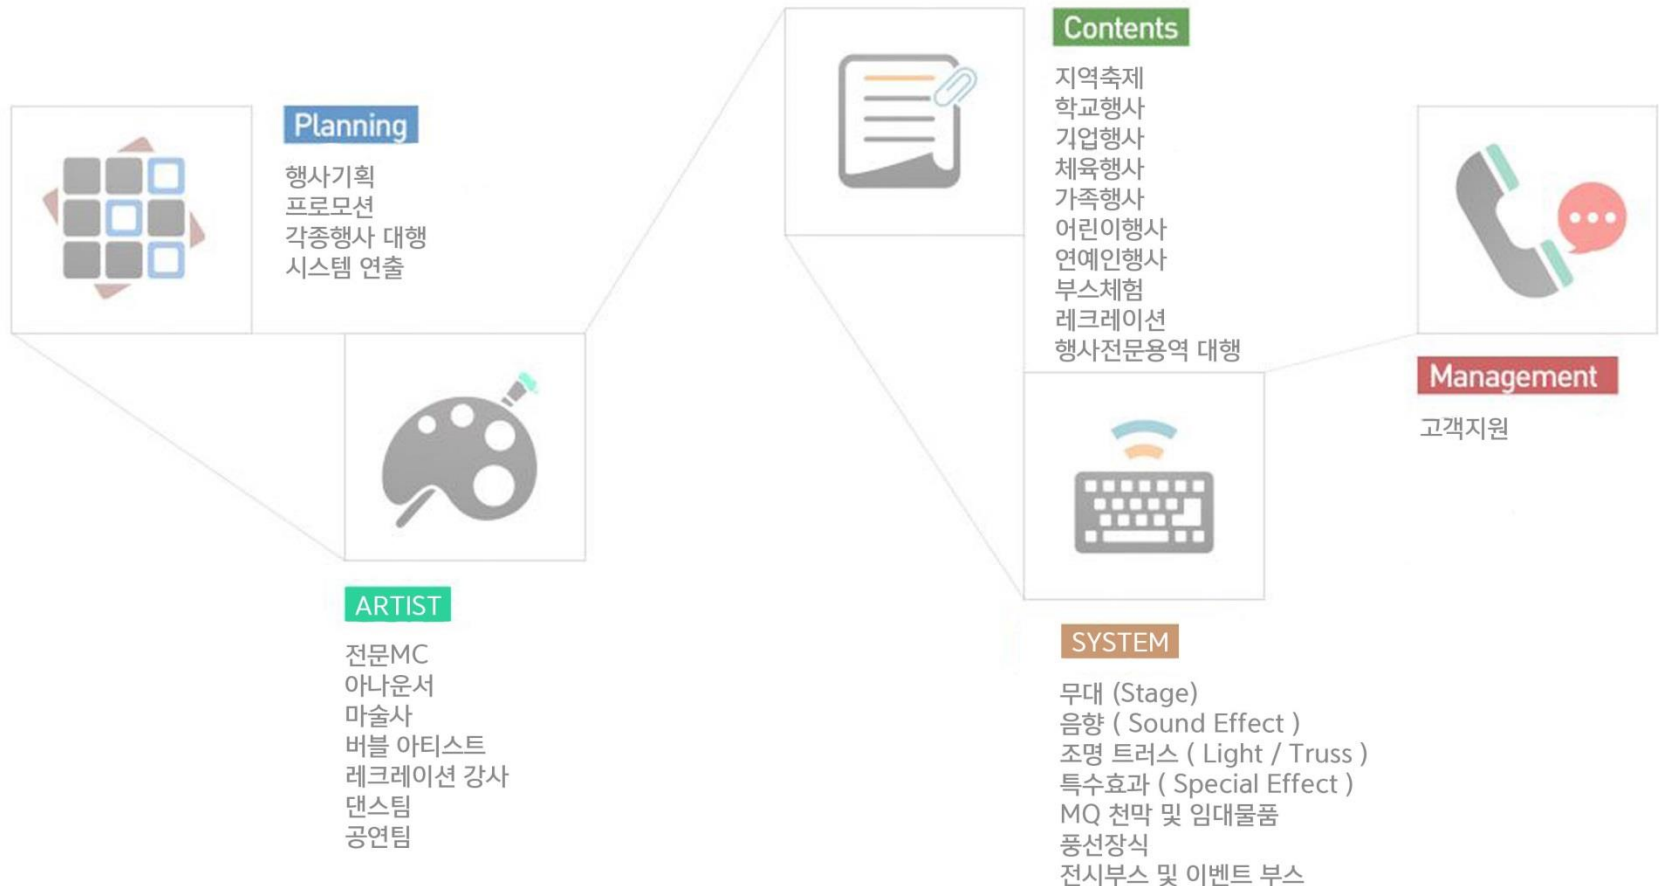 Planning
행사기획
프로모션
각종행사 대행
시스템 연출
ARTIST
전문MC
아나운서
마술사
버블 아티스트
레크레이션 강사
댄스팀
공연팀
Contents
지역축제
학교행사
기업행사
체육행사
가족행사
어린이행사
연예인행사
부스체험
레크레이션
행사전문용역 대행
SYSTEM
무대 (Stage)
음향 ( Sound Effect )
조명 트러스 ( Light / Truss )
특수효과 ( Special Effect )
MQ 천막 및 임대물품
풍선장식
전시부스 및 이벤트 부스
Management
고객지원